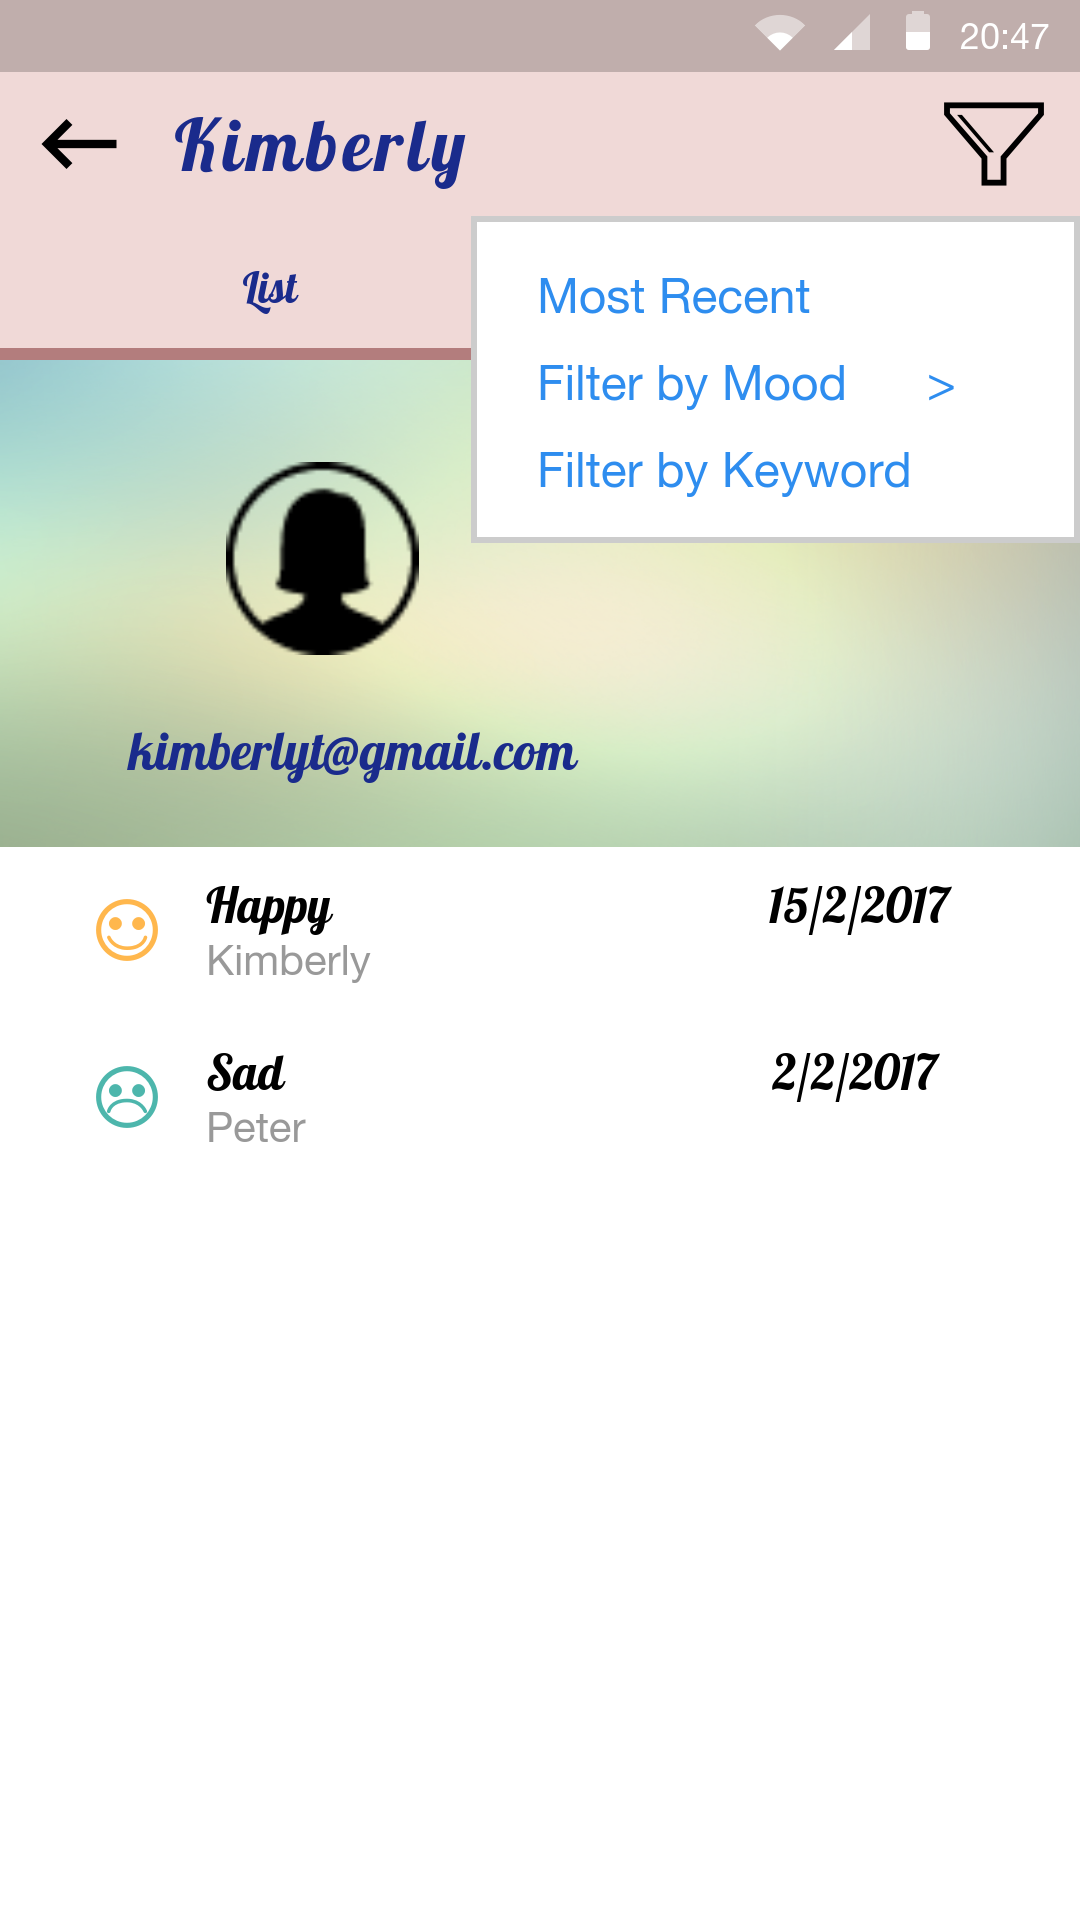 20:47
Kimberly
List
Most Recent
Filter by Mood >
Filter by Keyword
kimberlyt@gmail.com
Happy 15/2/2017
Kimberly
Sad 2/2/2017
Peter